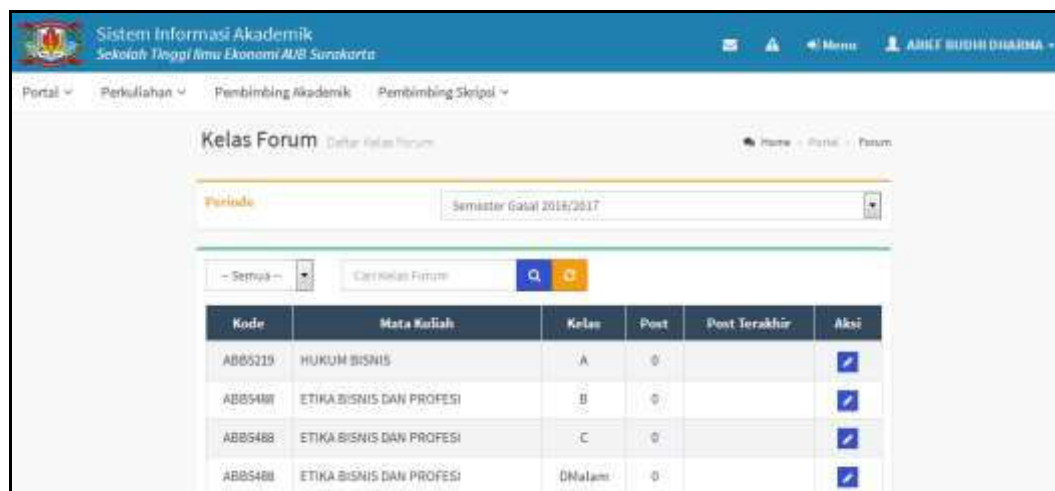 Sistem Informasi Akademik
Sekolah Tinggi Ilmu Ekonomi AUB Surakarta
Menu
ARIEF BUDHI DHARMA
Portal
Perkuliahan
Pembimbing Akademik
Pembimbing Skripsi
Kelas Forum Daftar Kelas Forum
Home Portal Forum
Periode
Semester Gasal 2016/2017
-- Semua --
Cari Kelas Forum
Kode Mata Kuliah Kelas Post Post Terakhir Aksi
ABB5219 HUKUM BISNIS A 0
ABB5488 ETIKA BISNIS DAN PROFESI B 0
ABB5488 ETIKA BISNIS DAN PROFESI C 0
ABB5488 ETIKA BISNIS DAN PROFESI DMalam 0